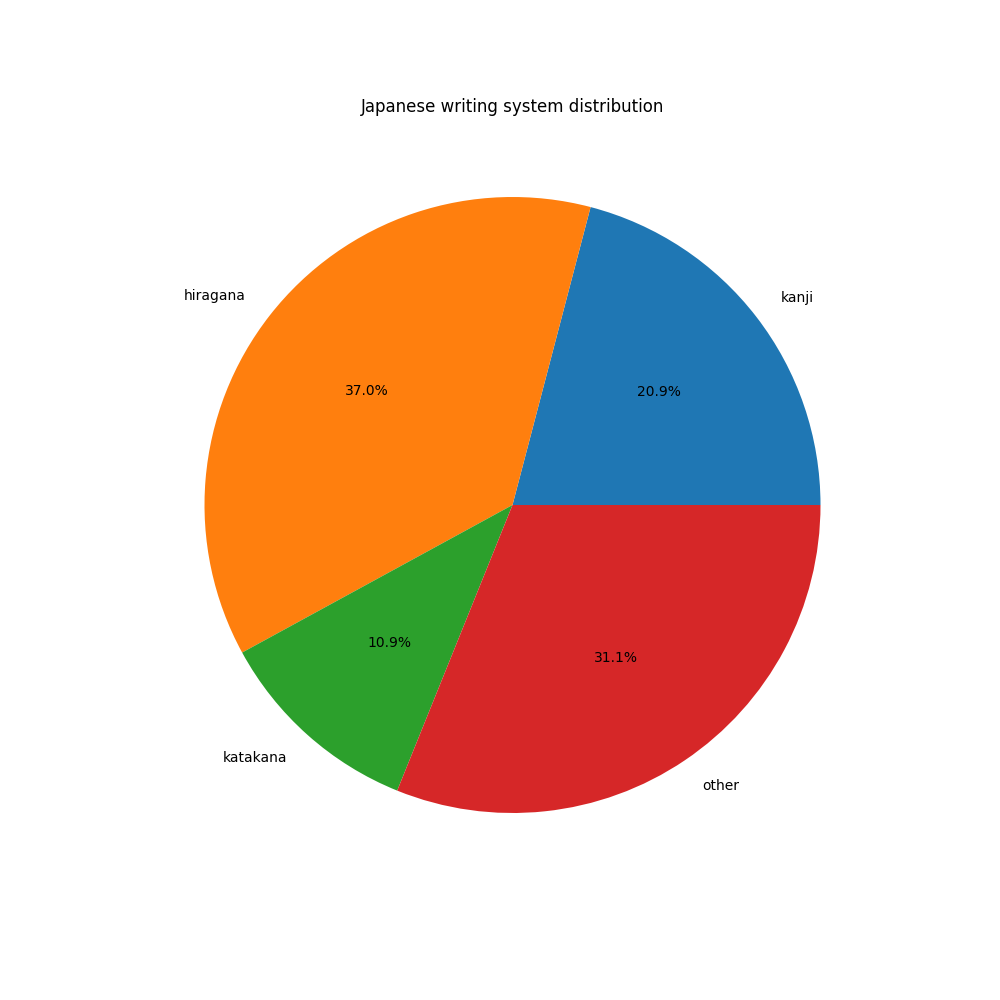 Japanese writing system distribution
hiragana
kanji
37.0%
20.9%
10.9%
31.1%
katakana
other